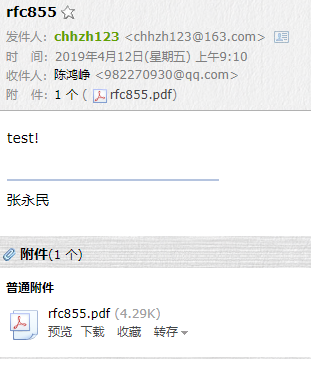 rfc855
发件人：chhzh123 <chhzh123@163.com>
时　间：2019年4月12日(星期五) 上午9:10
收件人：陈鸿峥 <982270930@qq.com>
附　件：1 个 ( rfc855.pdf)
test!
张永民
附件(1 个)
普通附件
rfc855.pdf (4.29K)
预览 下载 收藏 转存